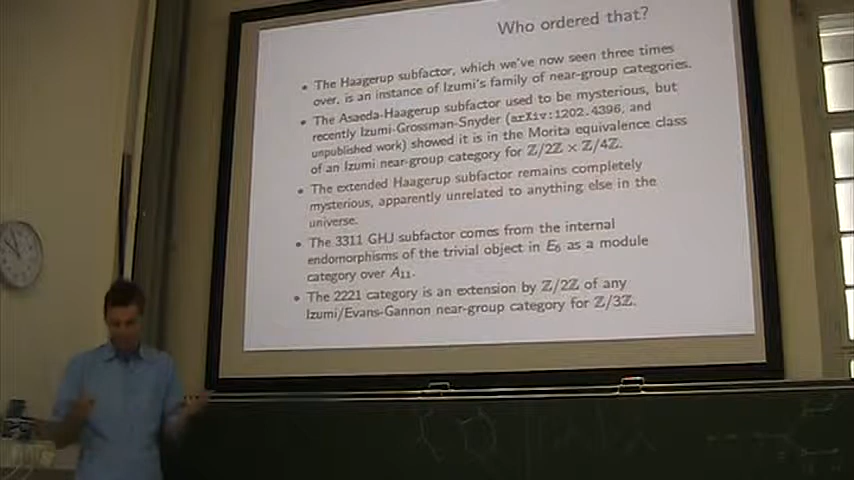 Who ordered that?
• The Haagerup subfactor, which we've now seen three times
over, is an instance of Izumi's family of near-group categories.
• The Asaeda-Haagerup subfactor used to be mysterious, but
recently Izumi-Grossman-Snyder (arXiv:1202.4396, and
unpublished work) showed it is in the Morita equivalence class
of an Izumi near-group category for ℤ/2ℤ × ℤ/4ℤ.
• The extended Haagerup subfactor remains completely
mysterious, apparently unrelated to anything else in the
universe.
• The 3311 GHJ subfactor comes from the internal
endomorphisms of the trivial object in E₆ as a module
category over A₁₁.
• The 2221 category is an extension by ℤ/2ℤ of any
Izumi/Evans-Gannon near-group category for ℤ/3ℤ.